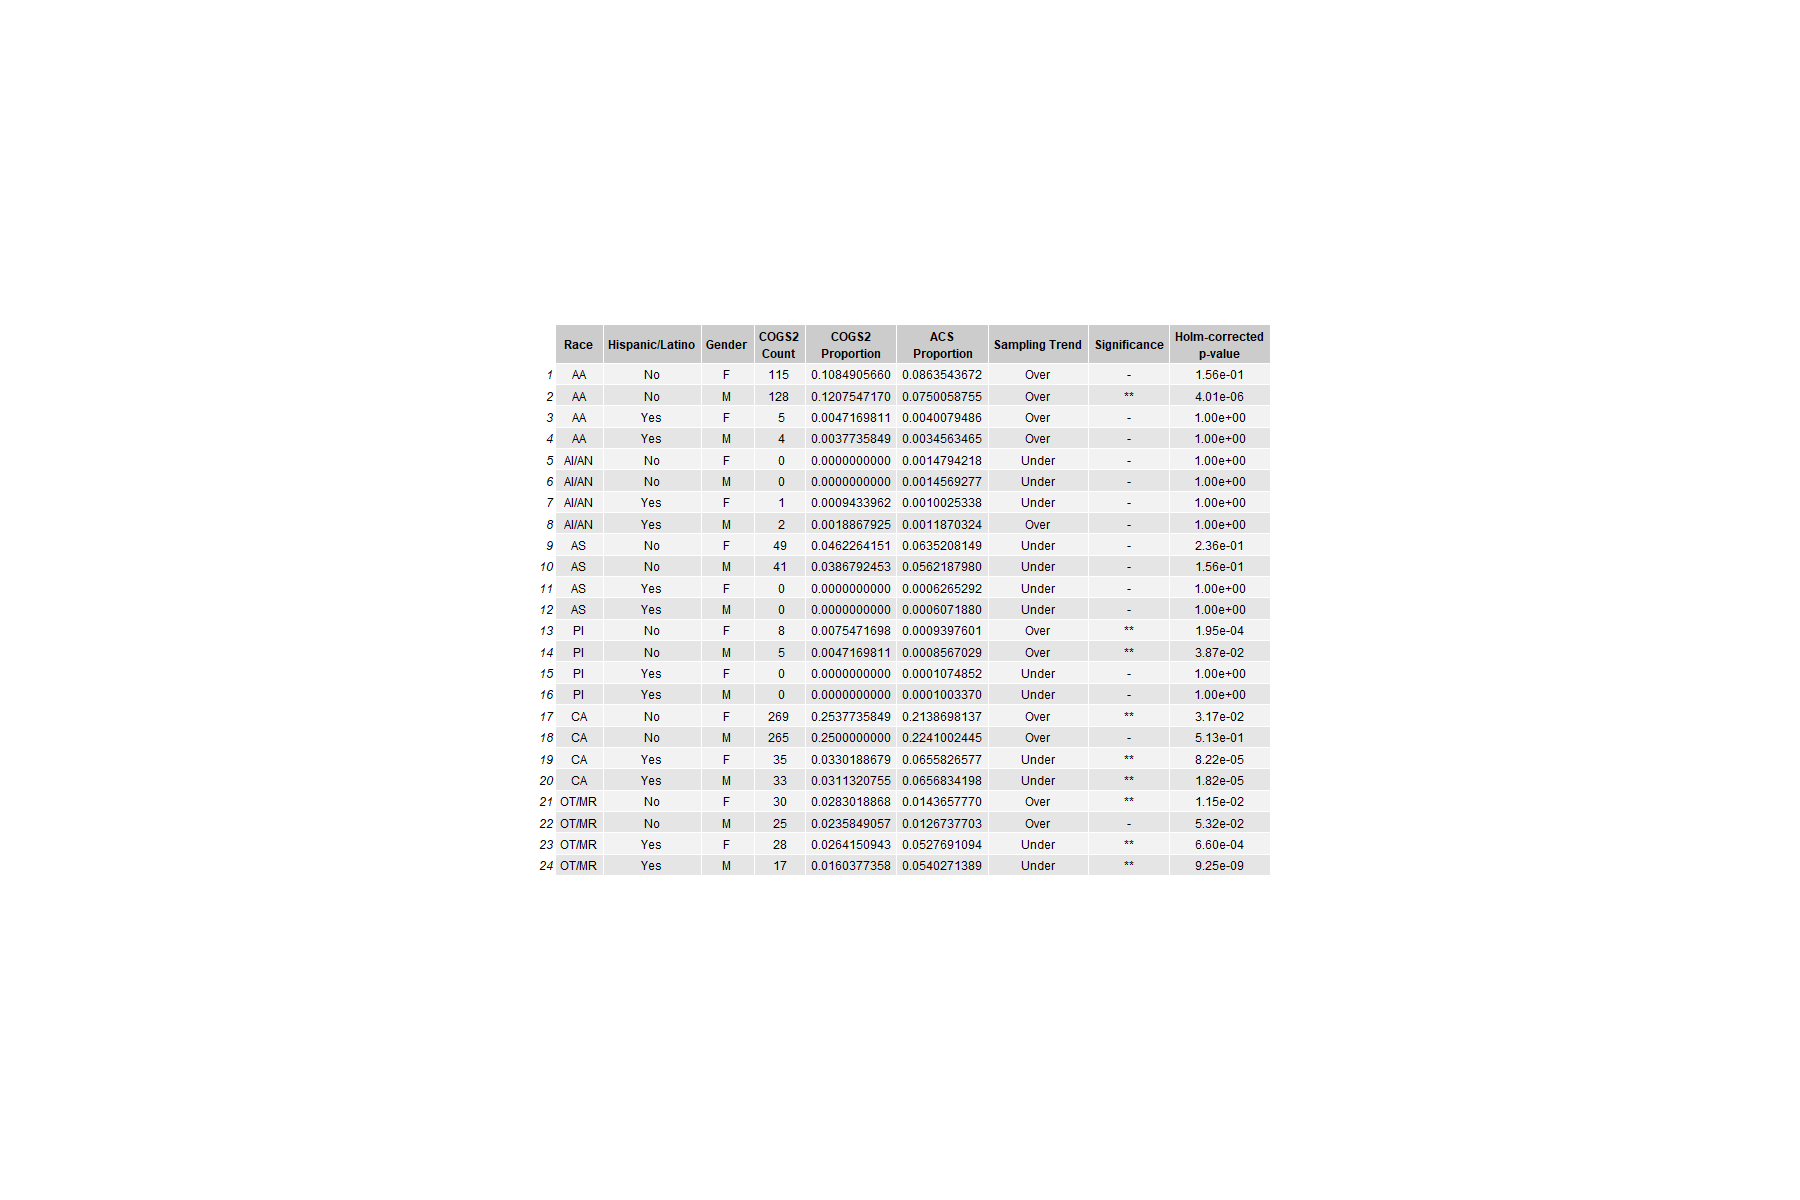 Race Hispanic/Latino Gender COGS2 Count COGS2 Proportion ACS Proportion Sampling Trend Significance Holm-corrected p-value
1 AA No F 115 0.1084905660 0.0863543672 Over - 1.56e-01
2 AA No M 128 0.1207547170 0.0750058755 Over ** 4.01e-06
3 AA Yes F 5 0.0047169811 0.0040079486 Over - 1.00e+00
4 AA Yes M 4 0.0037735849 0.0034563465 Over - 1.00e+00
5 AI/AN No F 0 0.0000000000 0.0014794218 Under - 1.00e+00
6 AI/AN No M 0 0.0000000000 0.0014569277 Under - 1.00e+00
7 AI/AN Yes F 1 0.0009433962 0.0010025338 Under - 1.00e+00
8 AI/AN Yes M 2 0.0018867925 0.0011870324 Over - 1.00e+00
9 AS No F 49 0.0462264151 0.0635208149 Under - 2.36e-01
10 AS No M 41 0.0386792453 0.0562187980 Under - 1.56e-01
11 AS Yes F 0 0.0000000000 0.0006265292 Under - 1.00e+00
12 AS Yes M 0 0.0000000000 0.0006071880 Under - 1.00e+00
13 PI No F 8 0.0075471698 0.0009397601 Over ** 1.95e-04
14 PI No M 5 0.0047169811 0.0008567029 Over ** 3.87e-02
15 PI Yes F 0 0.0000000000 0.0001074852 Under - 1.00e+00
16 PI Yes M 0 0.0000000000 0.0001003370 Under - 1.00e+00
17 CA No F 269 0.2537735849 0.2138698137 Over ** 3.17e-02
18 CA No M 265 0.2500000000 0.2241002445 Over - 5.13e-01
19 CA Yes F 35 0.0330188679 0.0655826577 Under ** 8.22e-05
20 CA Yes M 33 0.0311320755 0.0656834198 Under ** 1.82e-05
21 OT/MR No F 30 0.0283018868 0.0143657770 Over ** 1.15e-02
22 OT/MR No M 25 0.0235849057 0.0126737703 Over - 5.32e-02
23 OT/MR Yes F 28 0.0264150943 0.0527691094 Under ** 6.60e-04
24 OT/MR Yes M 17 0.0160377358 0.0540271389 Under ** 9.25e-09